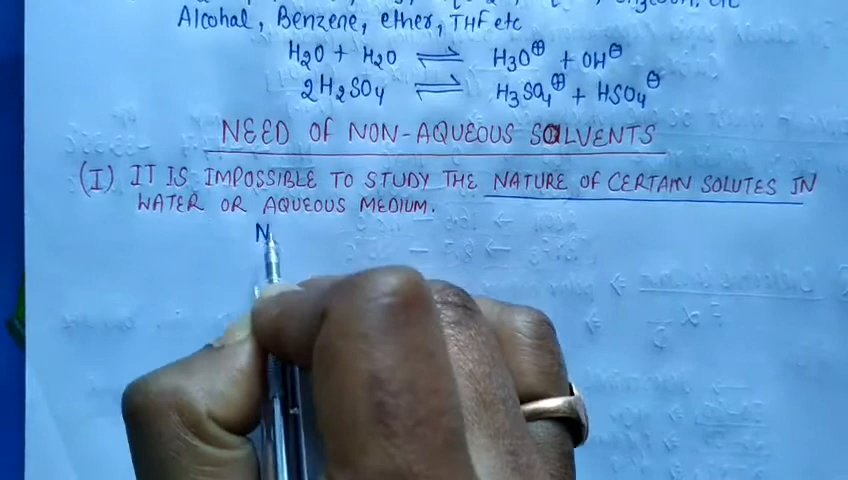 etc
Alcohal, Benzene, ether, THF etc
H2O + H2O ⇌ H3O⊕ + OH⊖
2H2SO4 ⇌ H3SO4⊕ + HSO4⊖
NEED OF NON-AQUEOUS SOLVENTS
(I) IT IS IMPOSSIBLE TO STUDY THE NATURE OF CERTAIN SOLUTES IN
WATER OR AQUEOUS MEDIUM.
N